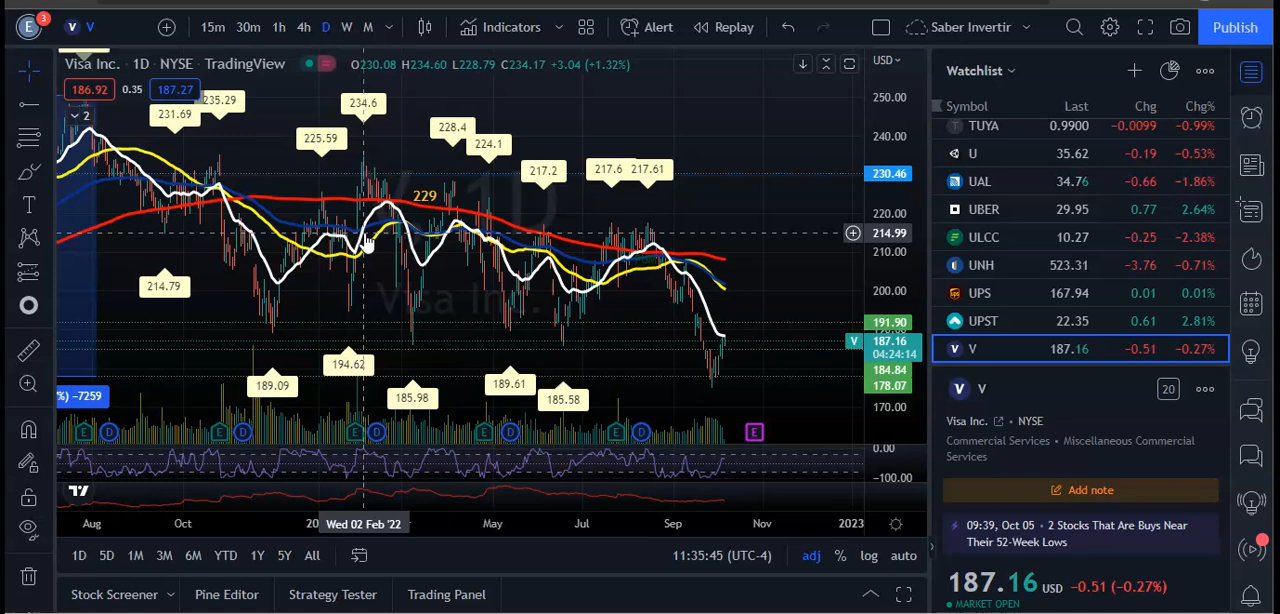 E 3 V V 15m 30m 1h 4h D W M Indicators Alert Replay Saber Invertir Publish
Visa Inc. · 1D · NYSE · TradingView O230.08 H234.60 L228.79 C234.17 +3.04 (+1.32%)
186.92 0.35 187.27
2
USD
250.00
240.00
230.46
220.00
214.99
210.00
200.00
191.90
187.16
04:24:14
184.84
178.07
170.00
0.00
−100.00
231.69
235.29
225.59
234.6
228.4
224.1
217.2
217.6
217.61
229
V, 1D
Visa Inc.
214.79
194.62
189.09
185.98
189.61
185.58
V
%) −7259
E D E D E D E D E D E
Aug Oct 20 Wed 02 Feb '22 May Jul Sep Nov 2023
1D 5D 1M 3M 6M YTD 1Y 5Y All 11:35:45 (UTC-4) adj % log auto
Stock Screener Pine Editor Strategy Tester Trading Panel
Watchlist
Symbol Last Chg Chg%
TUYA 0.9900 −0.0099 −0.99%
U 35.62 −0.19 −0.53%
UAL 34.76 −0.66 −1.86%
UBER 29.95 0.77 2.64%
ULCC 10.27 −0.25 −2.38%
UNH 523.31 −3.76 −0.71%
UPS 167.94 0.01 0.01%
UPST 22.35 0.61 2.81%
V 187.16 −0.51 −0.27%
V V 20
Visa Inc. • NYSE
Commercial Services • Miscellaneous Commercial
Services
Add note
09:39, Oct 05 • 2 Stocks That Are Buys Near
Their 52-Week Lows
187.16 USD −0.51 (−0.27%)
MARKET OPEN